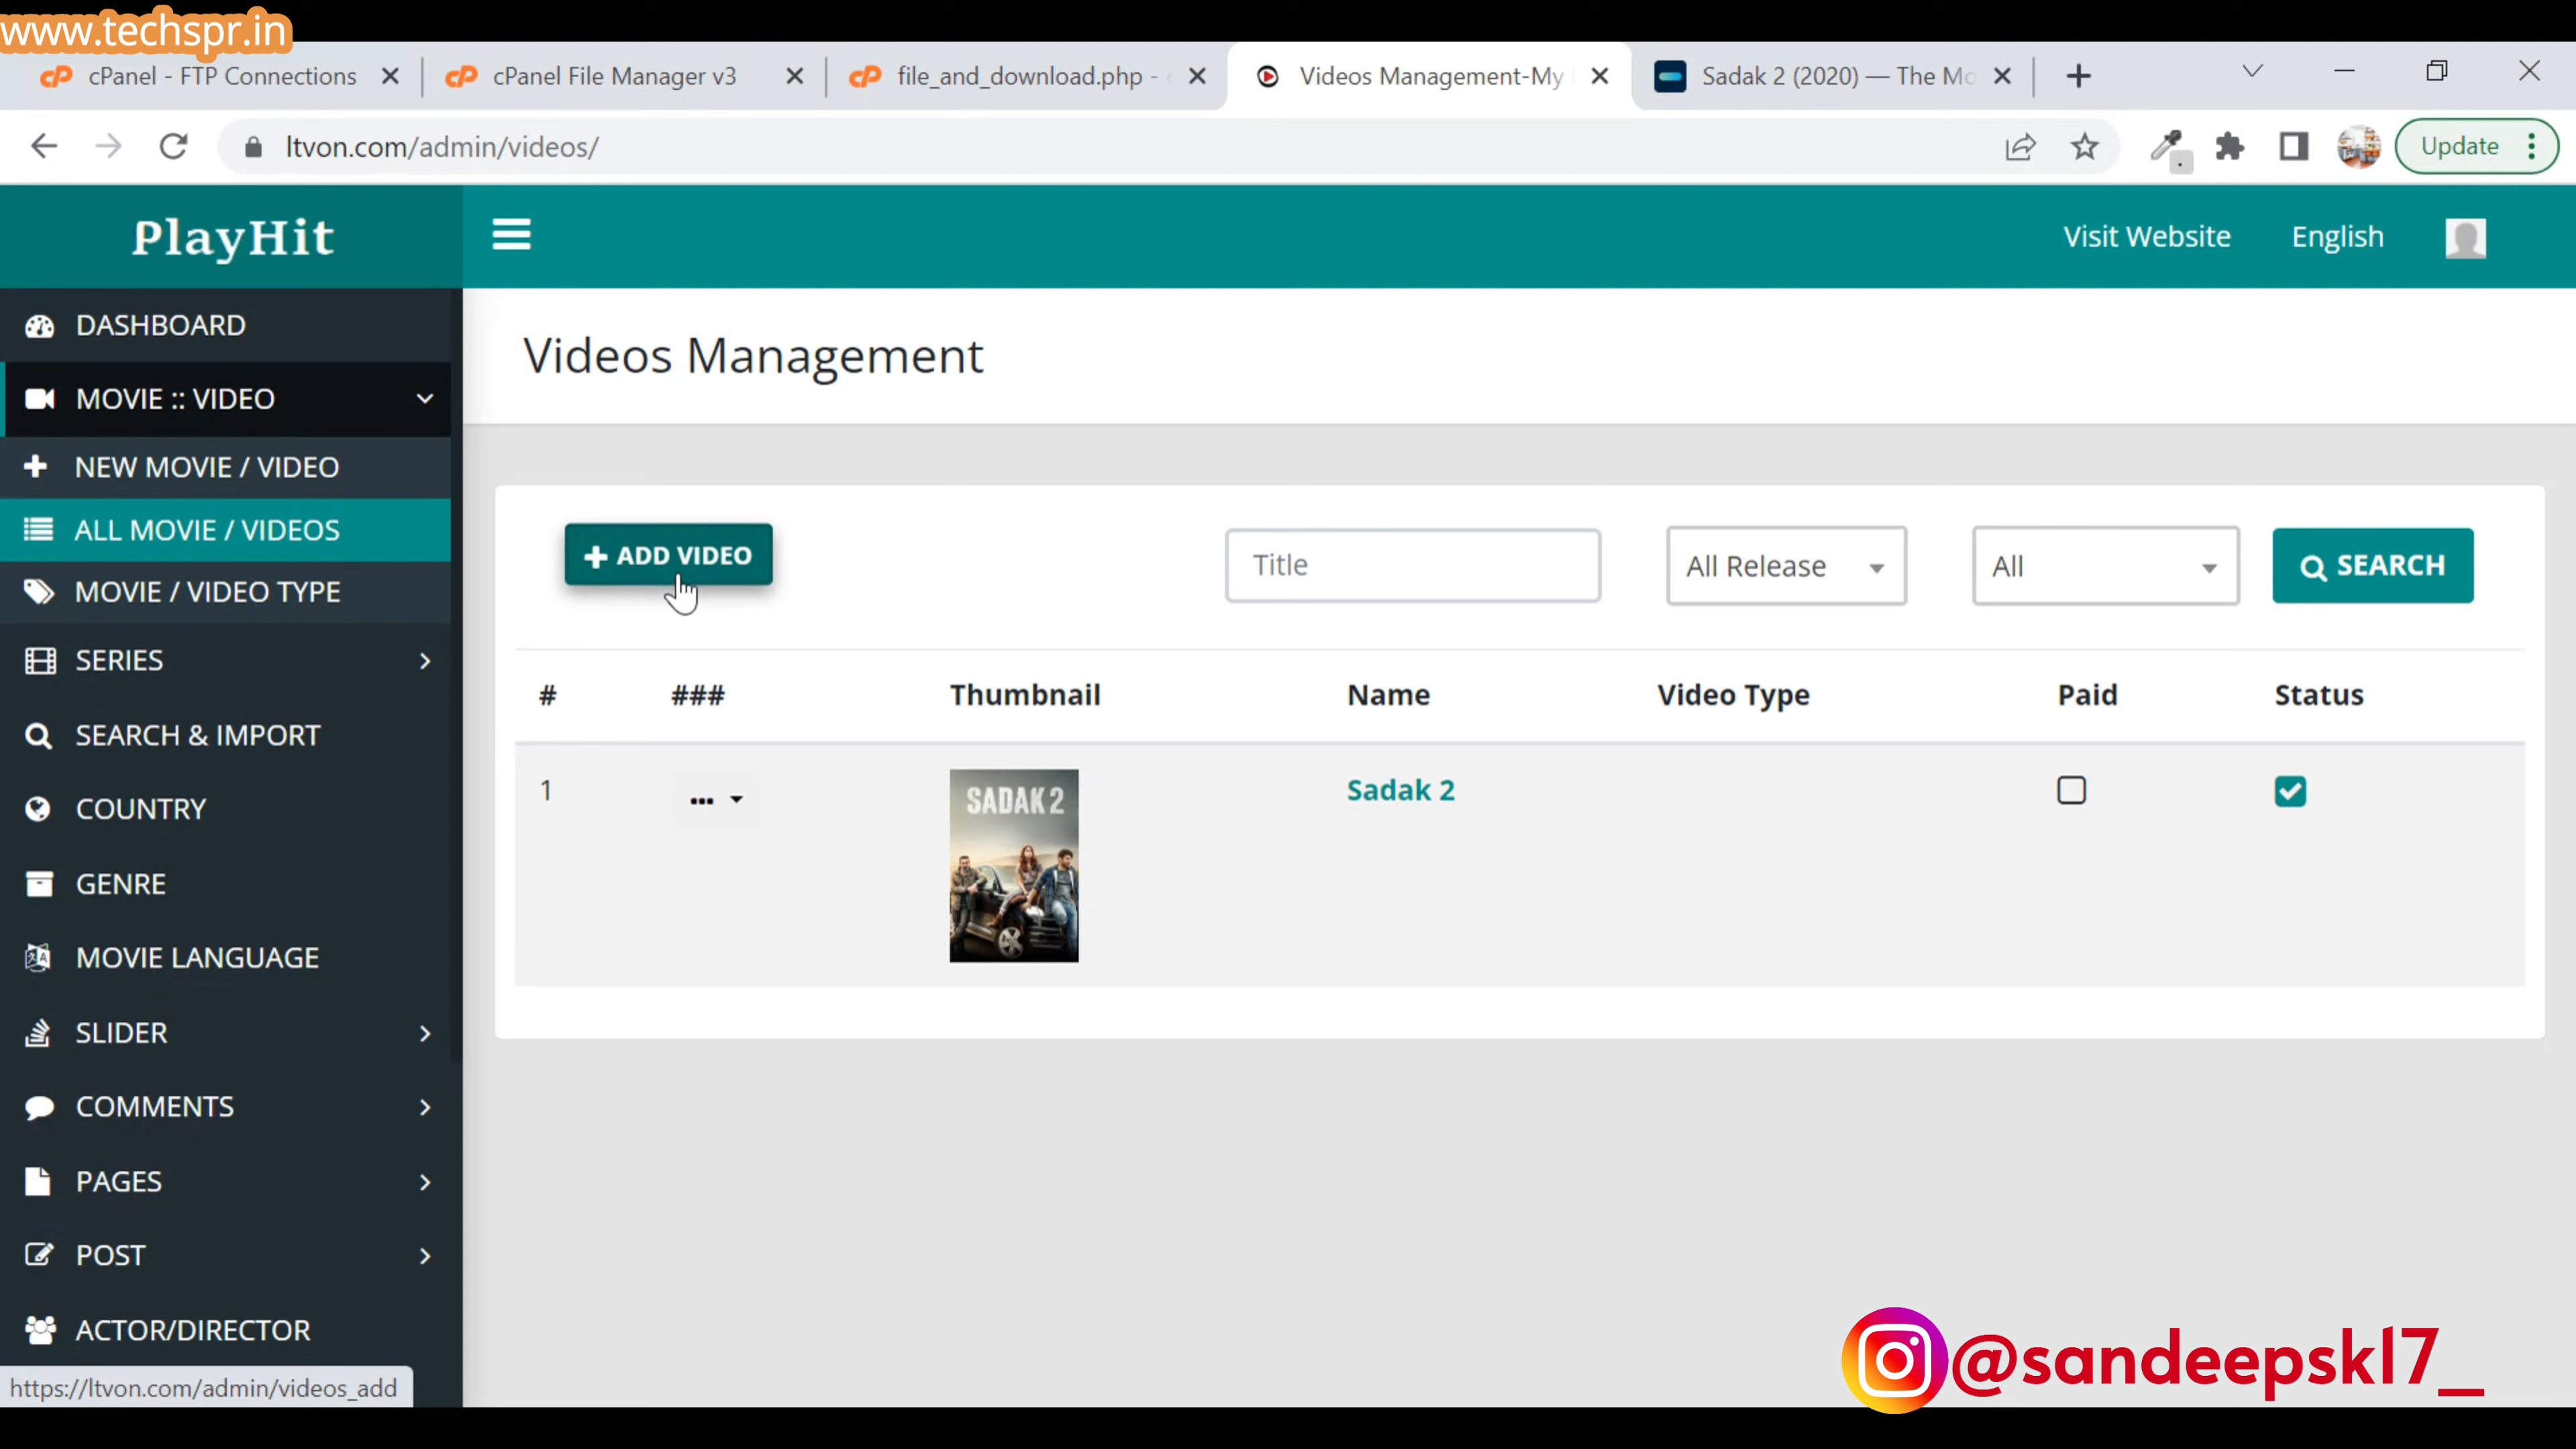 www.techspr.in
cPanel - FTP Connections
cPanel File Manager v3
file_and_download.php -
Videos Management-My
Sadak 2 (2020) — The Mo
ltvon.com/admin/videos/
Update
PlayHit
Visit Website
English
DASHBOARD
MOVIE :: VIDEO
NEW MOVIE / VIDEO
ALL MOVIE / VIDEOS
MOVIE / VIDEO TYPE
SERIES
SEARCH & IMPORT
COUNTRY
GENRE
MOVIE LANGUAGE
SLIDER
COMMENTS
PAGES
POST
ACTOR/DIRECTOR
https://ltvon.com/admin/videos_add
Videos Management
+ ADD VIDEO
Title
All Release
All
SEARCH
# ### Thumbnail Name Video Type Paid Status
1 ... SADAK 2 Sadak 2
@sandeepsk17_